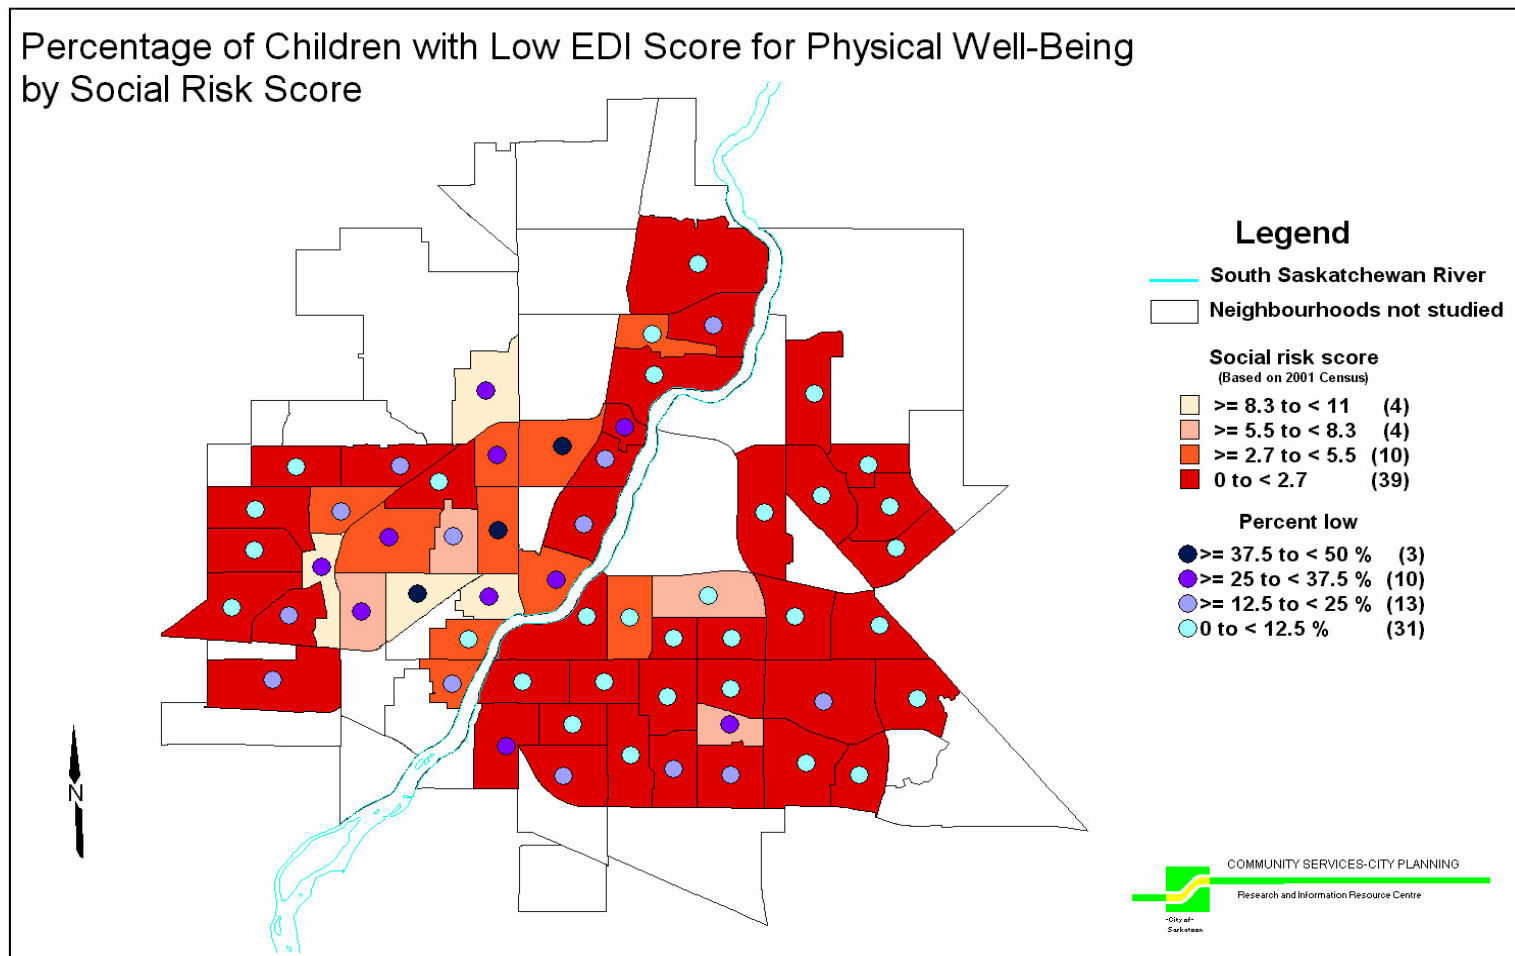 Percentage of Children with Low EDI Score for Physical Well-Being
by Social Risk Score
Legend
South Saskatchewan River
Neighbourhoods not studied
Social risk score
(Based on 2001 Census)
>= 8.3 to < 11 (4)
>= 5.5 to < 8.3 (4)
>= 2.7 to < 5.5 (10)
0 to < 2.7 (39)
Percent low
>= 37.5 to < 50 % (3)
>= 25 to < 37.5 % (10)
>= 12.5 to < 25 % (13)
0 to < 12.5 % (31)
N
COMMUNITY SERVICES-CITY PLANNING
Research and Information Resource Centre
-City of-
Saskatoon